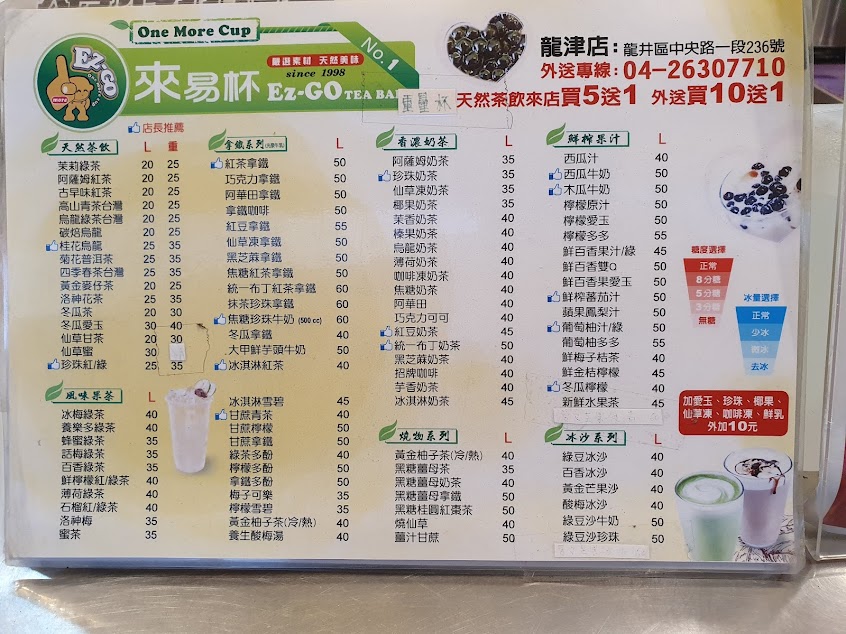 One More Cup
EZ-GO
more
嚴選素材 天然美味
since 1998
No.1
來易杯 EZ-GO TEA BA
重量杯
龍津店：龍井區中央路一段236號
外送專線：04-26307710
天然茶飲來店買5送1 外送買10送1
店長推薦
天然茶飲 L 重
茉莉綠茶 20 25
阿薩姆紅茶 20 25
古早味紅茶 20 25
高山青茶台灣 20 25
烏龍綠茶台灣 20 25
碳焙烏龍 20 25
桂花烏龍 25 35
菊花普洱茶 25 35
四季春茶台灣 25 35
黃金麥仔茶 20 25
洛神花茶 25 35
冬瓜茶 20 30
冬瓜愛玉 30 40
仙草甘茶 20 30
仙草蜜 30
珍珠紅/綠 25 35
風味果茶 L
冰梅綠茶 40
養樂多綠茶 40
蜂蜜綠茶 35
話梅綠茶 35
百香綠茶 35
鮮檸檬紅/綠茶 40
薄荷綠茶 40
石榴紅/綠茶 40
洛神梅 35
蜜茶 35
拿鐵系列 L
紅茶拿鐵 50
巧克力拿鐵 50
阿華田拿鐵 50
拿鐵咖啡 50
紅豆拿鐵 55
仙草凍拿鐵 50
黑芝麻拿鐵 50
焦糖紅茶拿鐵 50
統一布丁紅茶拿鐵 60
抹茶珍珠拿鐵 60
焦糖珍珠牛奶 (500 cc) 60
冬瓜拿鐵 40
大甲鮮芋頭牛奶 50
冰淇淋紅茶 40
冰淇淋雪碧 45
甘蔗青茶 40
甘蔗檸檬 50
甘蔗拿鐵 50
綠茶多酚 40
檸檬多酚 50
拿鐵多酚 50
梅子可樂 35
檸檬雪碧 35
黃金柚子茶(冷/熱) 40
養生酸梅湯 40
香濃奶茶 L
阿薩姆奶茶 35
珍珠奶茶 35
仙草凍奶茶 35
椰果奶茶 35
茉香奶茶 40
榛果奶茶 40
烏龍奶茶 40
薄荷奶茶 40
咖啡凍奶茶 40
焦糖奶茶 40
阿華田 40
巧克力可可 40
紅豆奶茶 45
統一布丁奶茶 50
黑芝麻奶茶 40
招牌咖啡 40
芋香奶茶 40
冰淇淋奶茶 45
燒物系列 L
黃金柚子茶(冷/熱) 40
黑糖薑母茶 35
黑糖薑母奶茶 40
黑糖薑母拿鐵 50
黑糖桂圓紅棗茶 50
燒仙草 40
薑汁甘蔗 50
鮮榨果汁 L
西瓜汁 40
西瓜牛奶 50
木瓜牛奶 50
檸檬原汁 50
檸檬愛玉 50
檸檬多多 55
鮮百香果汁/綠 45
鮮百香雙Q 50
鮮百香果愛玉 50
鮮榨蕃茄汁 50
蘋果鳳梨汁 50
葡萄柚汁/綠 50
葡萄柚多多 55
鮮梅子桔茶 40
鮮金桔檸檬 45
冬瓜檸檬 40
新鮮水果茶 45
冰沙系列 L
綠豆冰沙 40
百香冰沙 40
黃金芒果沙 40
酸梅冰沙 40
綠豆沙牛奶 50
綠豆沙珍珠 50
糖度選擇
正常
8分糖
5分糖
3分糖
無糖
冰量選擇
正常
少冰
微冰
去冰
加愛玉、珍珠、椰果、
仙草凍、咖啡凍、鮮乳
外加10元